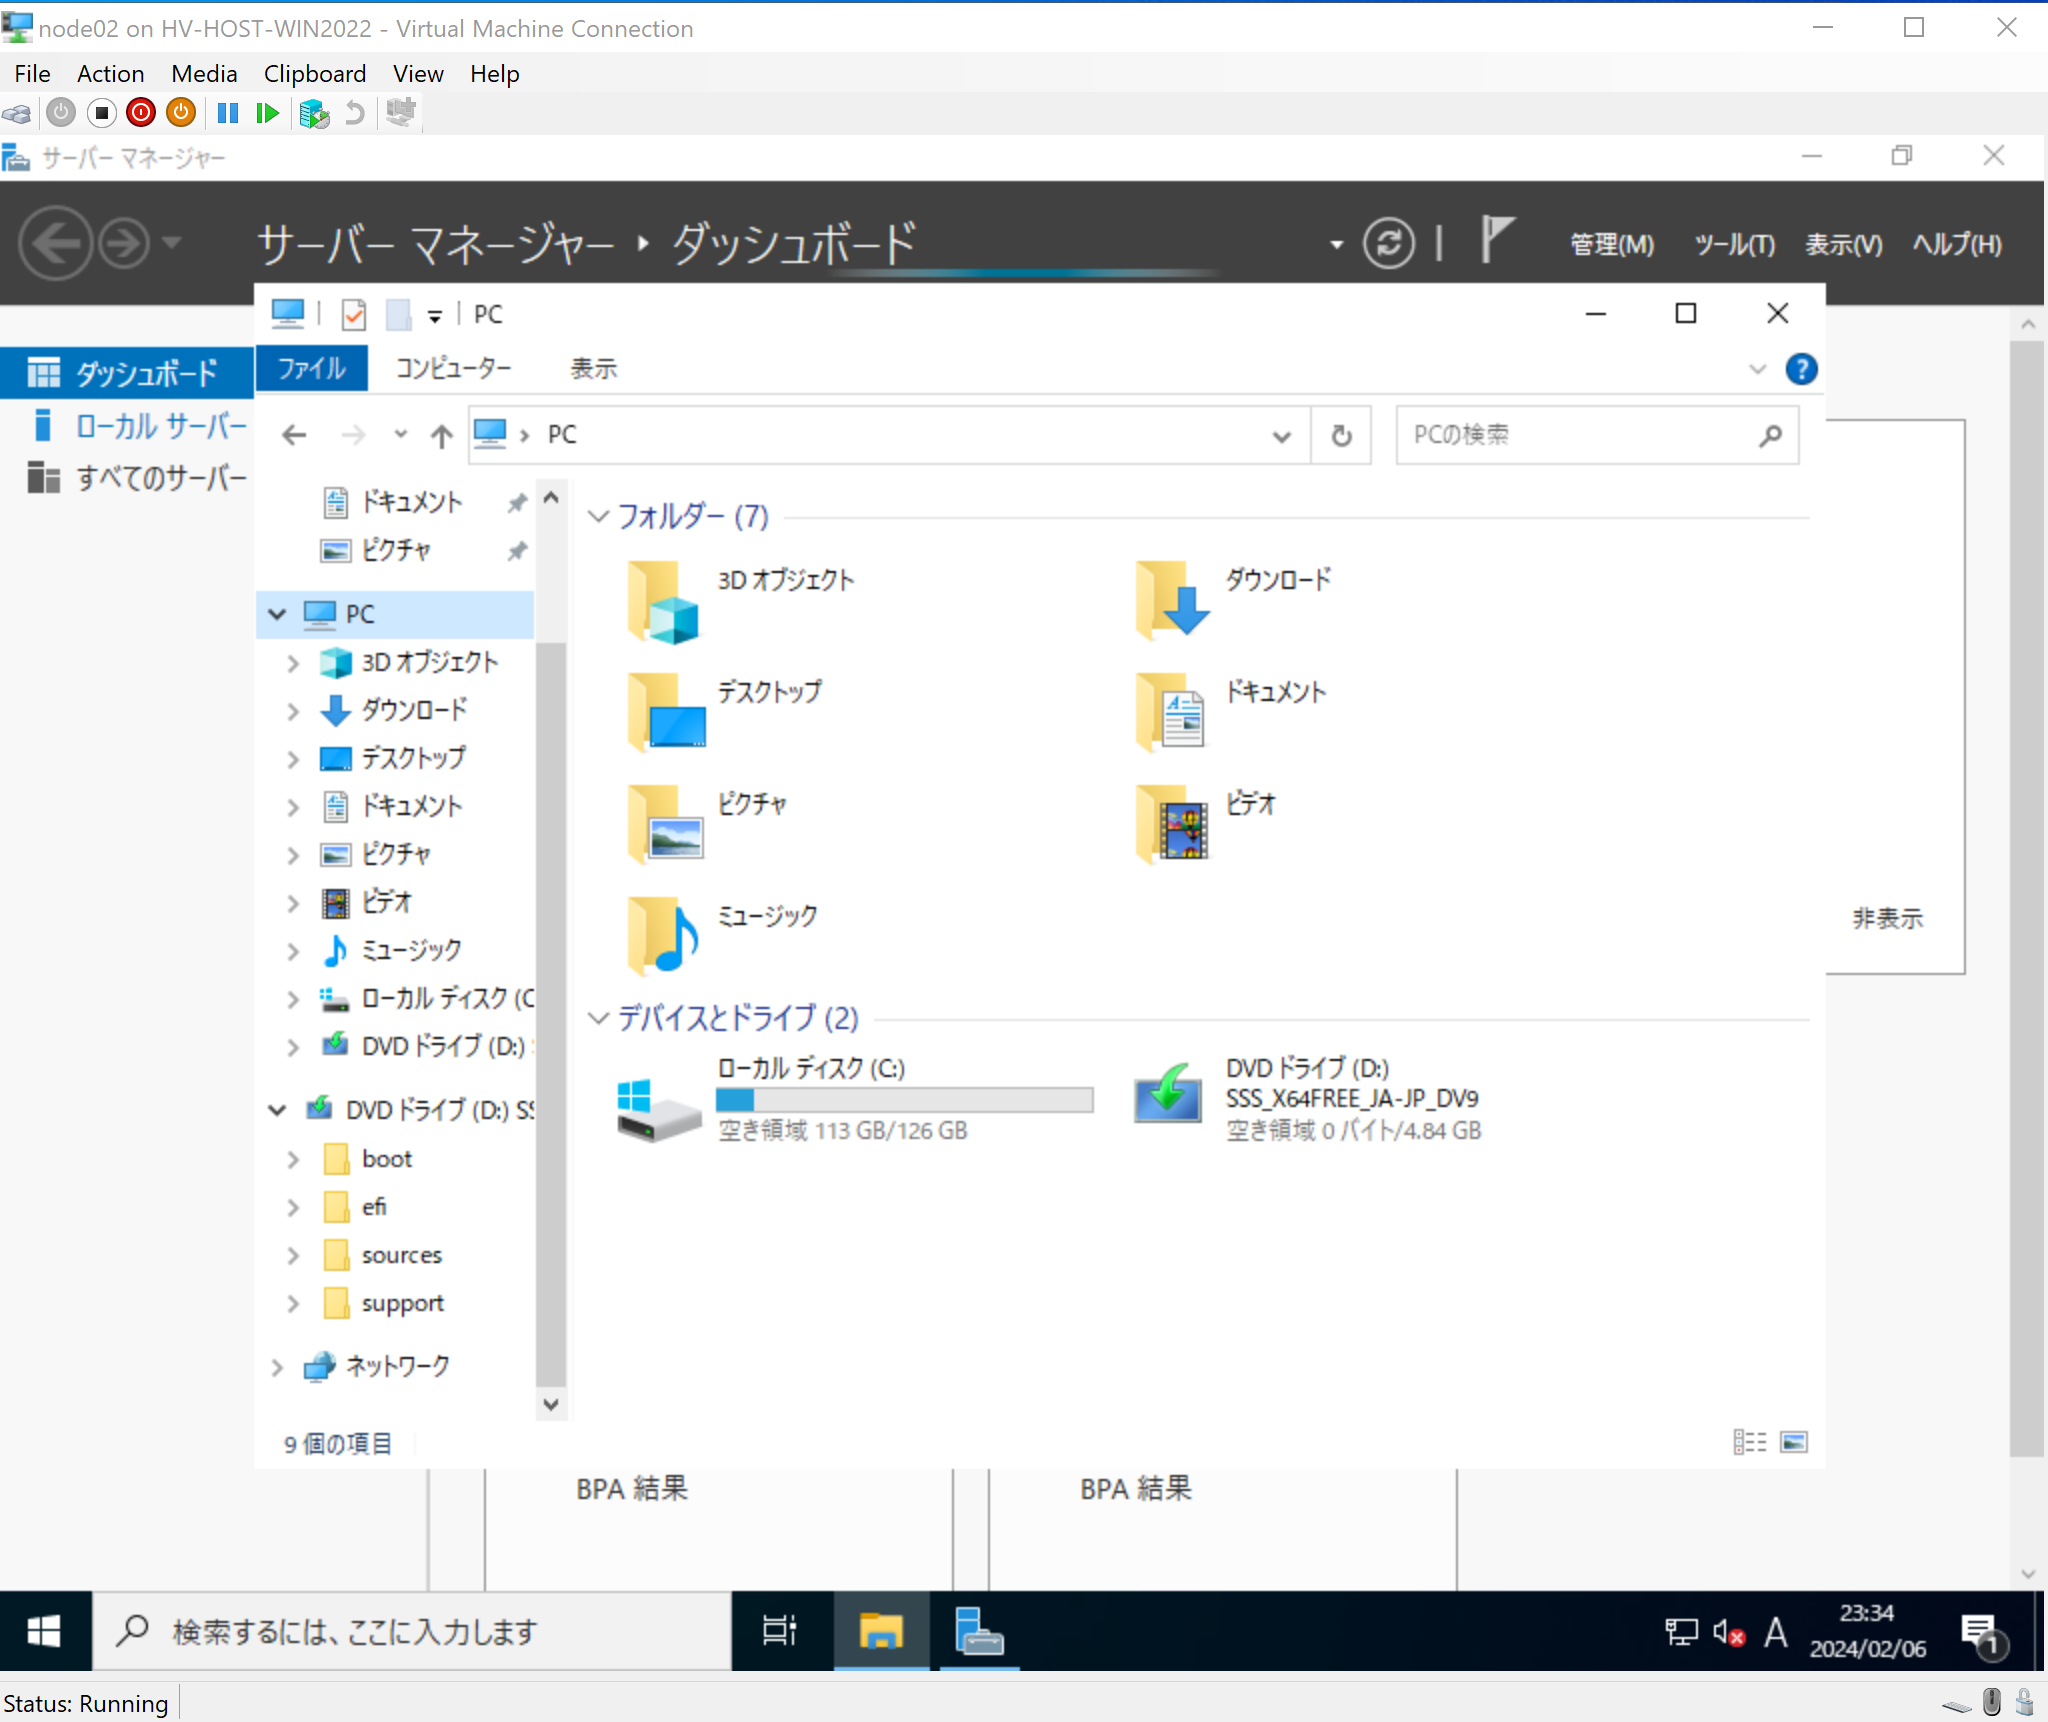 node02 on HV-HOST-WIN2022 - Virtual Machine Connection
File Action Media Clipboard View Help
サーバー マネージャー
サーバー マネージャー ダッシュボード
管理(M) ツール(T) 表示(V) ヘルプ(H)
ダッシュボード
ローカル サーバー
すべてのサーバー
PC
ファイル コンピューター 表示
PC
PCの検索
ドキュメント
ピクチャ
PC
3D オブジェクト
ダウンロード
デスクトップ
ドキュメント
ピクチャ
ビデオ
ミュージック
ローカル ディスク (C
DVD ドライブ (D:)
DVD ドライブ (D:) SS
boot
efi
sources
support
ネットワーク
フォルダー (7)
3D オブジェクト
ダウンロード
デスクトップ
ドキュメント
ピクチャ
ビデオ
ミュージック
デバイスとドライブ (2)
ローカル ディスク (C:)
空き領域 113 GB/126 GB
DVD ドライブ (D:)
SSS_X64FREE_JA-JP_DV9
空き領域 0 バイト/4.84 GB
9 個の項目
非表示
BPA 結果
BPA 結果
検索するには、ここに入力します
A
23:34
2024/02/06
1
Status: Running